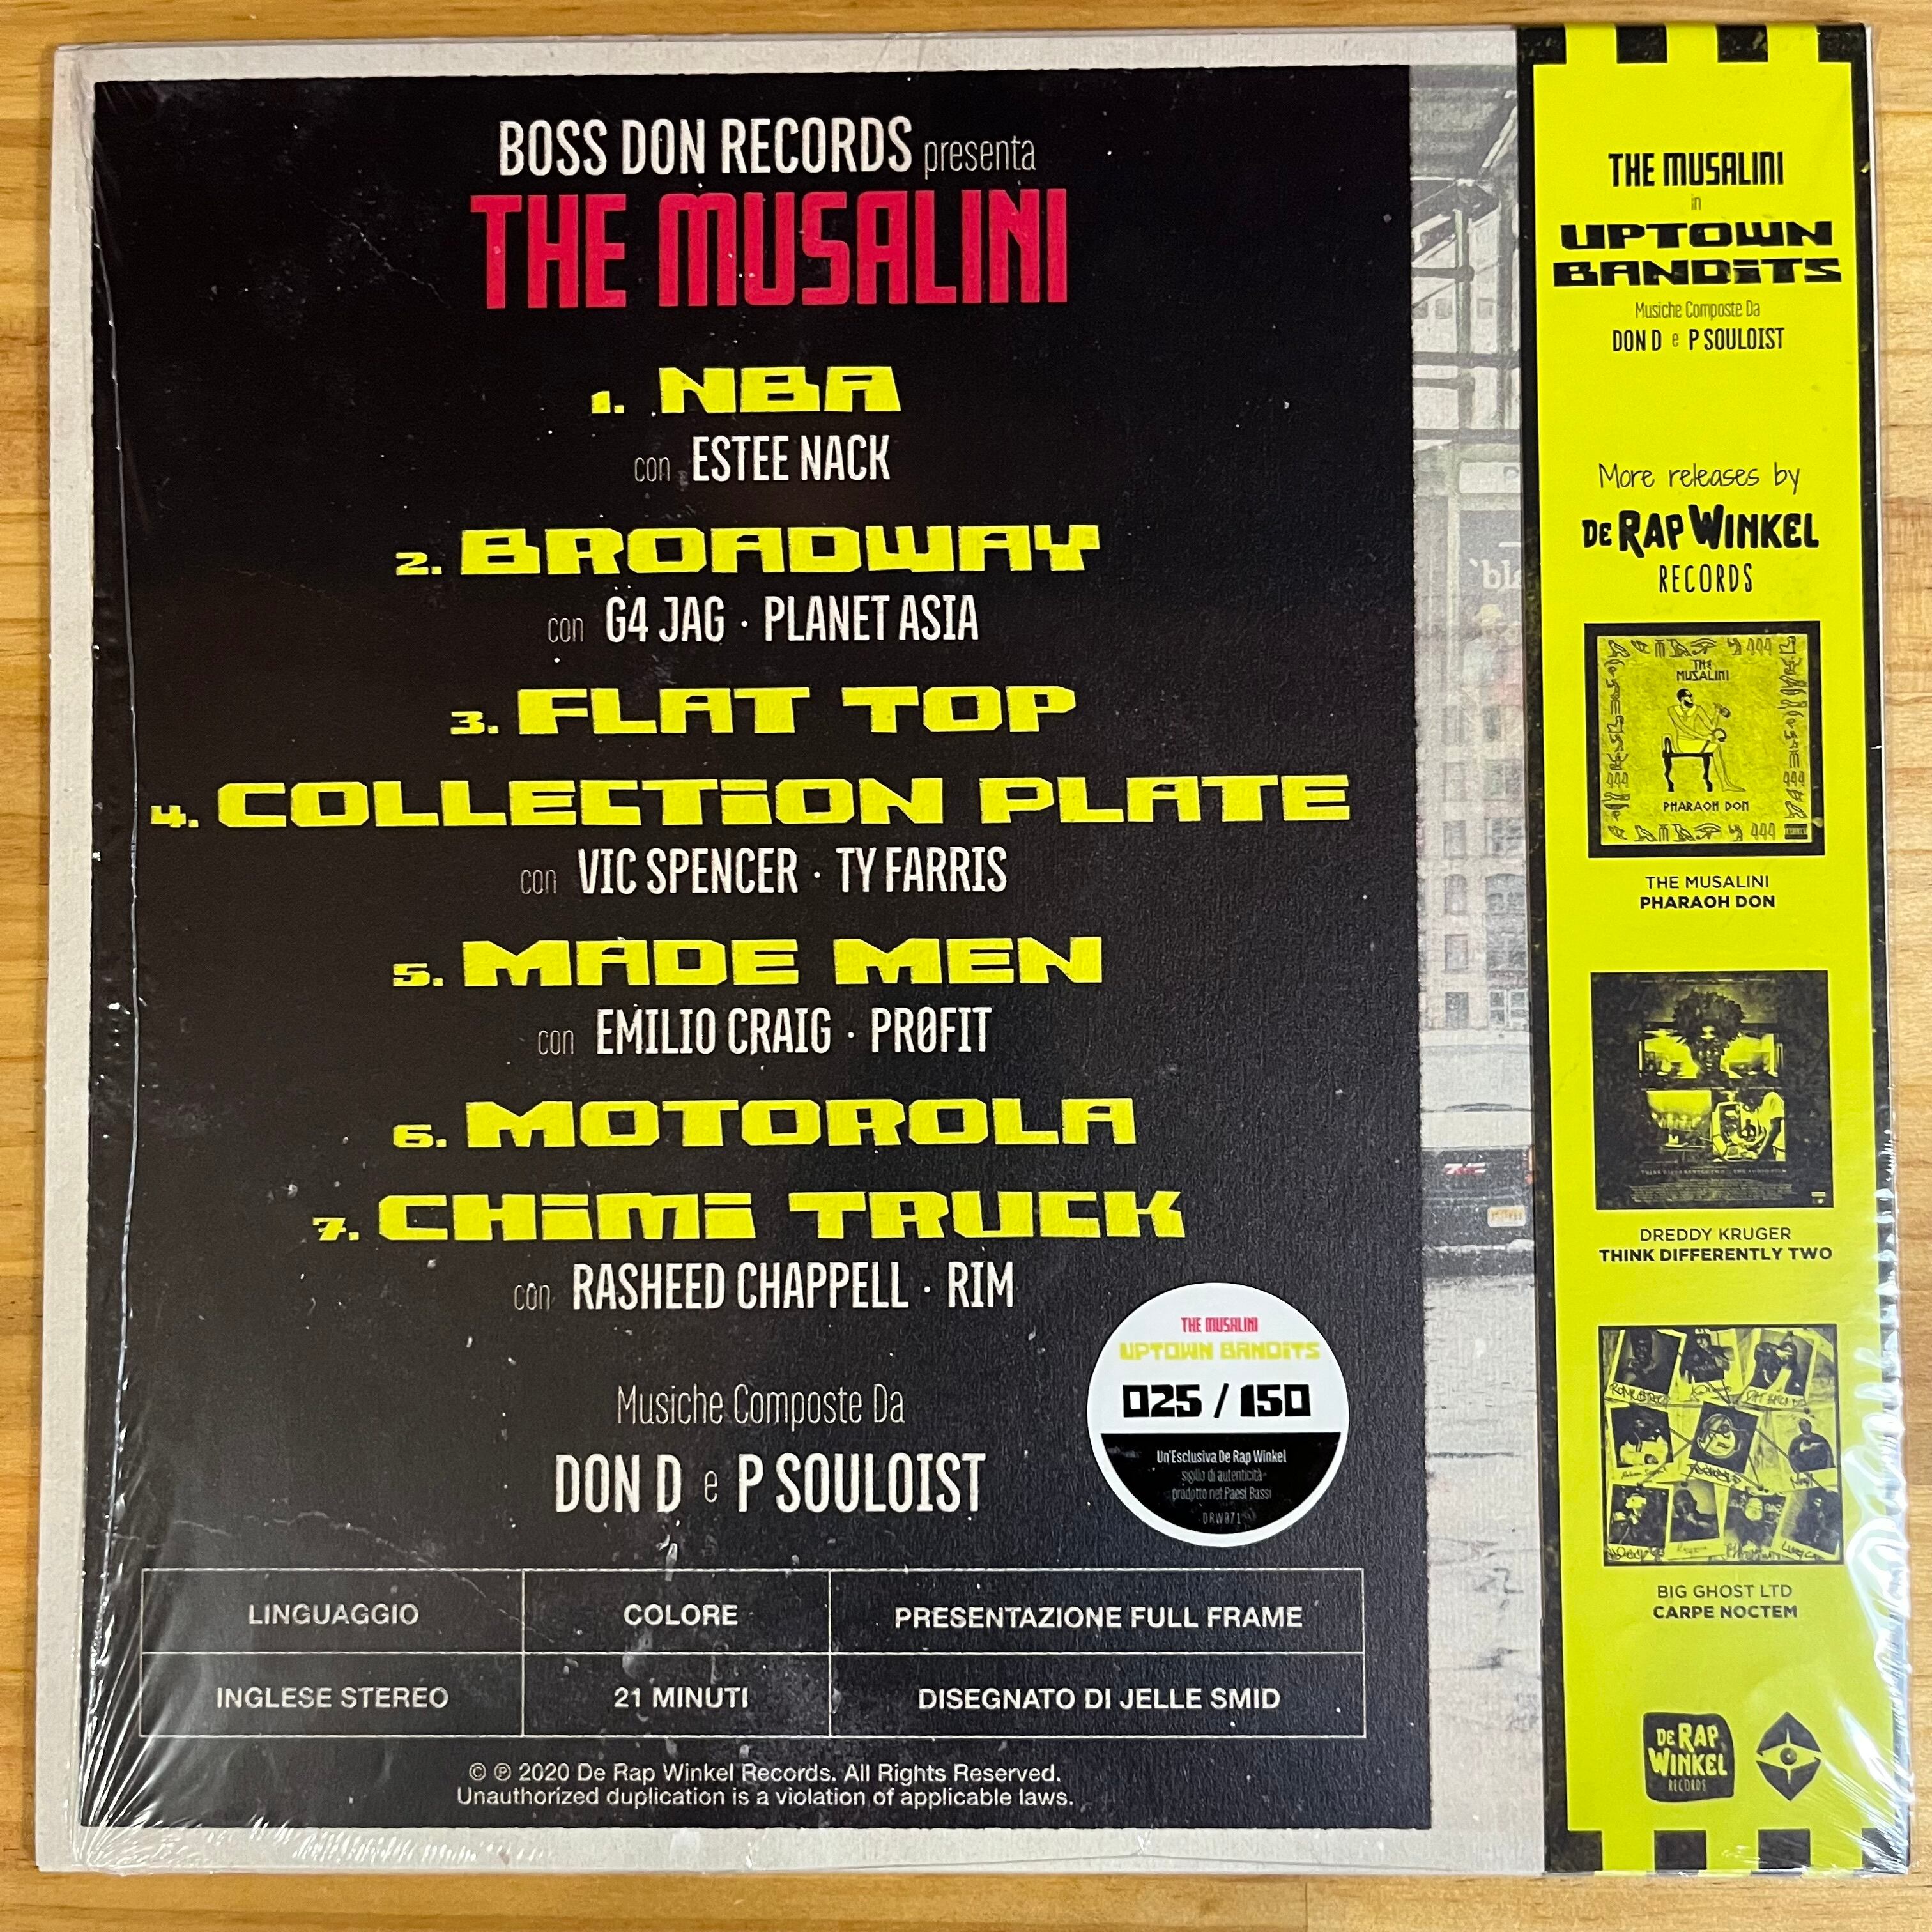 BOSS DON RECORDS presenta
THE MUSALINI
1. NBA
con ESTEE NACK
2. BROADWAY
con G4 JAG · PLANET ASIA
3. FLAT TOP
4. COLLECTION PLATE
con VIC SPENCER · TY FARRIS
5. MADE MEN
con EMILIO CRAIG · PRØFIT
6. MOTOROLA
7. CHIMI TRUCK
con RASHEED CHAPPELL · RIM
Musiche Composte Da
DON D e P SOULOIST
THE MUSALINI
UPTOWN BANDITS
025 / 150
Un'Esclusiva De Rap Winkel
sigillo di autenticità
prodotto nei Paesi Bassi
DRW071
LINGUAGGIO COLORE PRESENTAZIONE FULL FRAME
INGLESE STEREO 21 MINUTI DISEGNATO DI JELLE SMID
© ℗ 2020 De Rap Winkel Records. All Rights Reserved.
Unauthorized duplication is a violation of applicable laws.
THE MUSALINI
in
UPTOWN
BANDITS
Musiche Composte Da
DON D e P SOULOIST
More releases by
DE RAP WINKEL
RECORDS
THE
MUSALINI
PHARAOH DON
THE MUSALINI
PHARAOH DON
DREDDY KRUGER
THINK DIFFERENTLY TWO
BIG GHOST LTD
CARPE NOCTEM
DE RAP
WINKEL
RECORDS